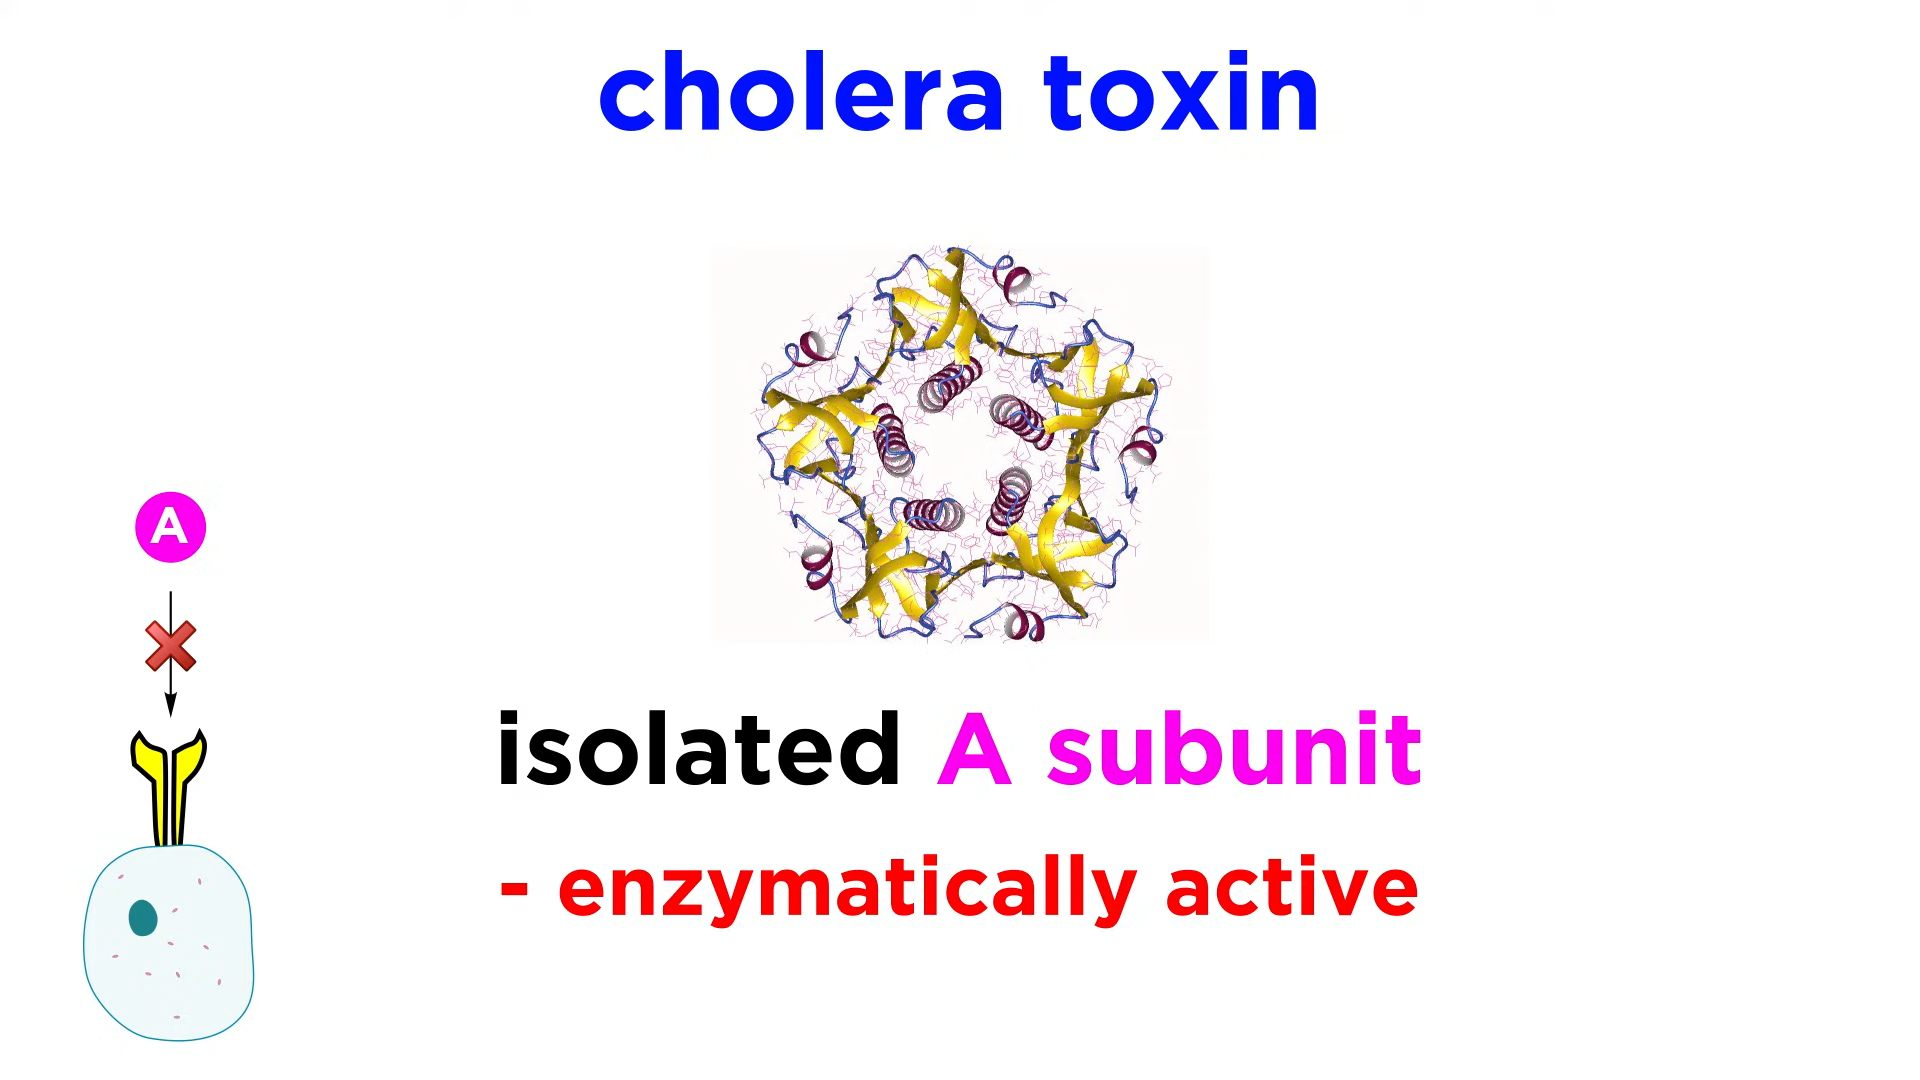 cholera toxin
A
isolated A subunit
- enzymatically active